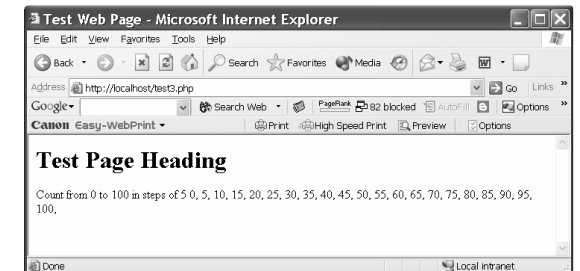 Test Web Page - Microsoft Internet Explorer
File Edit View Favorites Tools Help
Back Search Favorites Media
Address http://localhost/test3.php Go Links »
Google Search Web PageRank 82 blocked AutoFill Options »
Canon Easy-WebPrint Print High Speed Print Preview Options
Test Page Heading
Count from 0 to 100 in steps of 5 0, 5, 10, 15, 20, 25, 30, 35, 40, 45, 50, 55, 60, 65, 70, 75, 80, 85, 90, 95,
100,
Done Local intranet